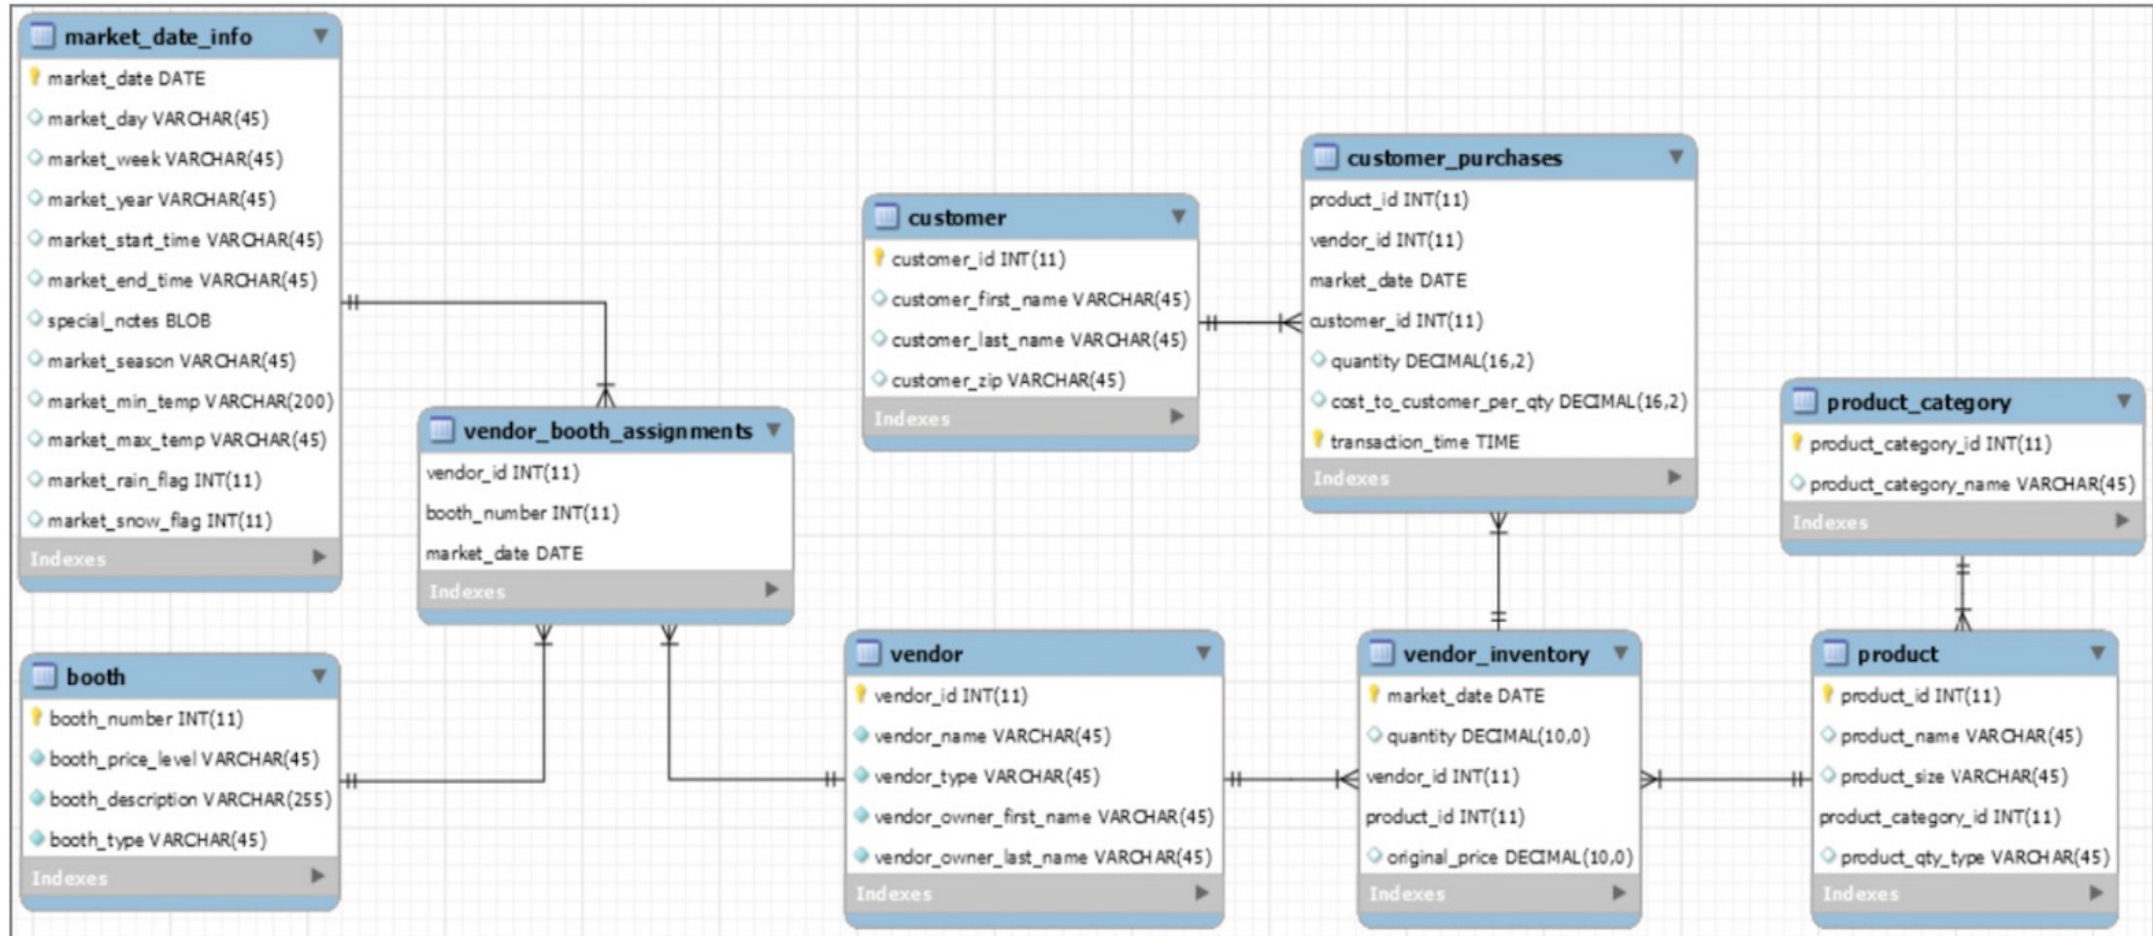 market_date_info
market_date DATE
market_day VARCHAR(45)
market_week VARCHAR(45)
market_year VARCHAR(45)
market_start_time VARCHAR(45)
market_end_time VARCHAR(45)
special_notes BLOB
market_season VARCHAR(45)
market_min_temp VARCHAR(200)
market_max_temp VARCHAR(45)
market_rain_flag INT(11)
market_snow_flag INT(11)
Indexes
booth
booth_number INT(11)
booth_price_level VARCHAR(45)
booth_description VARCHAR(255)
booth_type VARCHAR(45)
Indexes
vendor_booth_assignments
vendor_id INT(11)
booth_number INT(11)
market_date DATE
Indexes
customer
customer_id INT(11)
customer_first_name VARCHAR(45)
customer_last_name VARCHAR(45)
customer_zip VARCHAR(45)
Indexes
customer_purchases
product_id INT(11)
vendor_id INT(11)
market_date DATE
customer_id INT(11)
quantity DECIMAL(16,2)
cost_to_customer_per_qty DECIMAL(16,2)
transaction_time TIME
Indexes
product_category
product_category_id INT(11)
product_category_name VARCHAR(45)
Indexes
vendor
vendor_id INT(11)
vendor_name VARCHAR(45)
vendor_type VARCHAR(45)
vendor_owner_first_name VARCHAR(45)
vendor_owner_last_name VARCHAR(45)
Indexes
vendor_inventory
market_date DATE
quantity DECIMAL(10,0)
vendor_id INT(11)
product_id INT(11)
original_price DECIMAL(10,0)
Indexes
product
product_id INT(11)
product_name VARCHAR(45)
product_size VARCHAR(45)
product_category_id INT(11)
product_qty_type VARCHAR(45)
Indexes